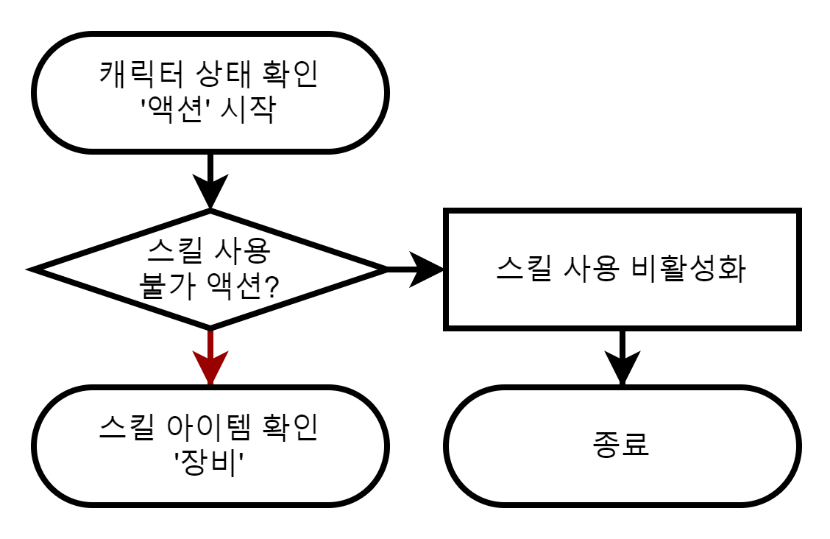 캐릭터 상태 확인
'액션' 시작
스킬 사용
불가 액션?
스킬 사용 비활성화
스킬 아이템 확인
'장비'
종료